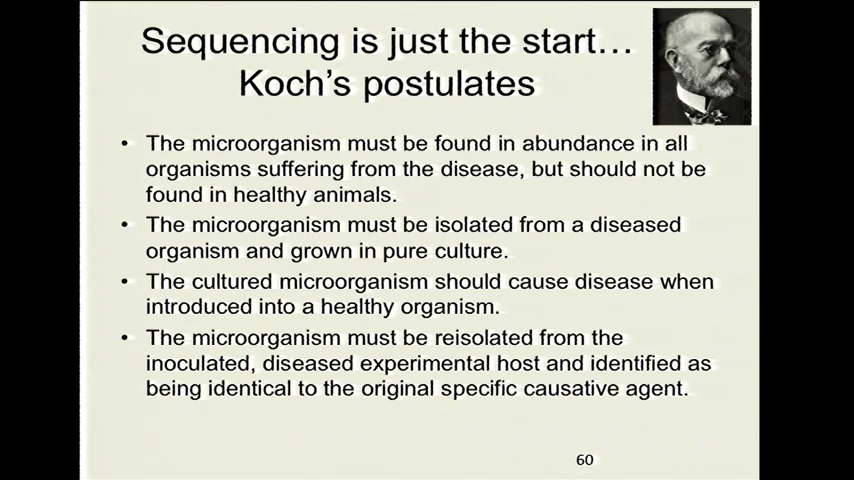 Sequencing is just the start…
Koch's postulates
• The microorganism must be found in abundance in all
organisms suffering from the disease, but should not be
found in healthy animals.
• The microorganism must be isolated from a diseased
organism and grown in pure culture.
• The cultured microorganism should cause disease when
introduced into a healthy organism.
• The microorganism must be reisolated from the
inoculated, diseased experimental host and identified as
being identical to the original specific causative agent.
60